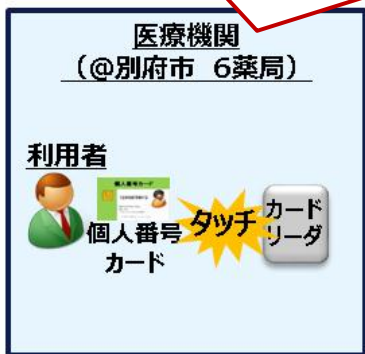 医療機関
（@別府市 6薬局）
利用者
個人番号カード
個人番号
カード
タッチ
カード
リーダ